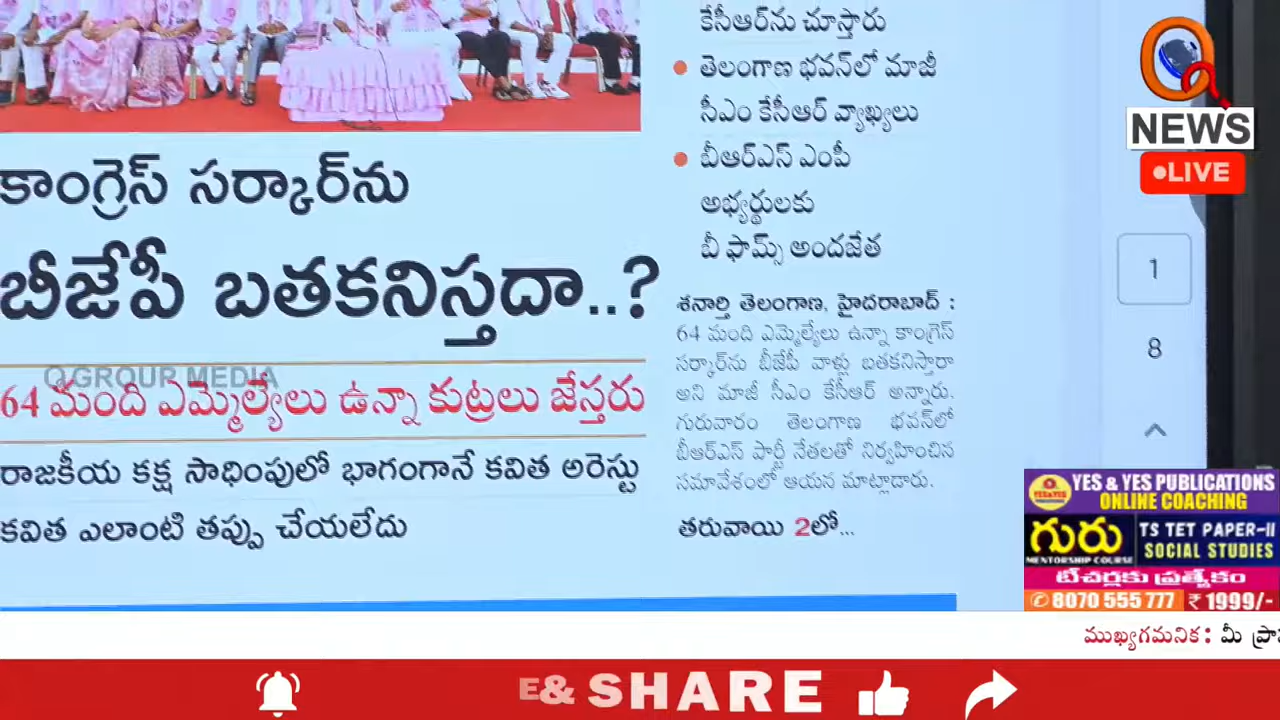 కాంగ్రెస్ సర్కార్‌ను
బీజేపీ బతకనిస్తదా..?
Q GROUP MEDIA
64 మంది ఎమ్మెల్యేలు ఉన్నా కుట్రలు జేస్తరు
రాజకీయ కక్ష సాధింపులో భాగంగానే కవిత అరెస్టు
కవిత ఎలాంటి తప్పు చేయలేదు
కేసీఆర్‌ను చూస్తారు
తెలంగాణ భవన్‌లో మాజీ
సీఎం కేసీఆర్ వ్యాఖ్యలు
బీఆర్ఎస్ ఎంపీ
అభ్యర్థులకు
బీ ఫామ్స్ అందజేత
శనార్తి తెలంగాణ, హైదరాబాద్ :
64 మంది ఎమ్మెల్యేలు ఉన్నా కాంగ్రెస్
సర్కార్‌ను బీజేపీ వాళ్లు బతకనిస్తారా
అని మాజీ సీఎం కేసీఆర్ అన్నారు.
గురువారం తెలంగాణ భవన్‌లో
బీఆర్ఎస్ పార్టీ నేతలతో నిర్వహించిన
సమావేశంలో ఆయన మాట్లాడారు.
తరువాయి 2లో...
NEWS
LIVE
1
8
YES & YES PUBLICATIONS
ONLINE COACHING
గురు
MENTORSHIP COURSE
TS TET PAPER-II
SOCIAL STUDIES
టీచర్లకు ప్రత్యేకం
8070 555 777 ₹ 1999/-
ముఖ్యగమనిక: మీ
E & SHARE